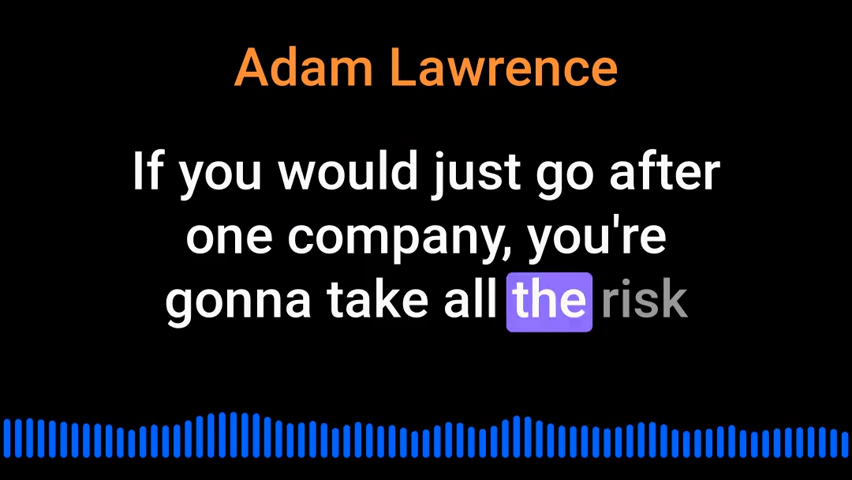 Adam Lawrence
If you would just go after
one company, you're
gonna take all the risk